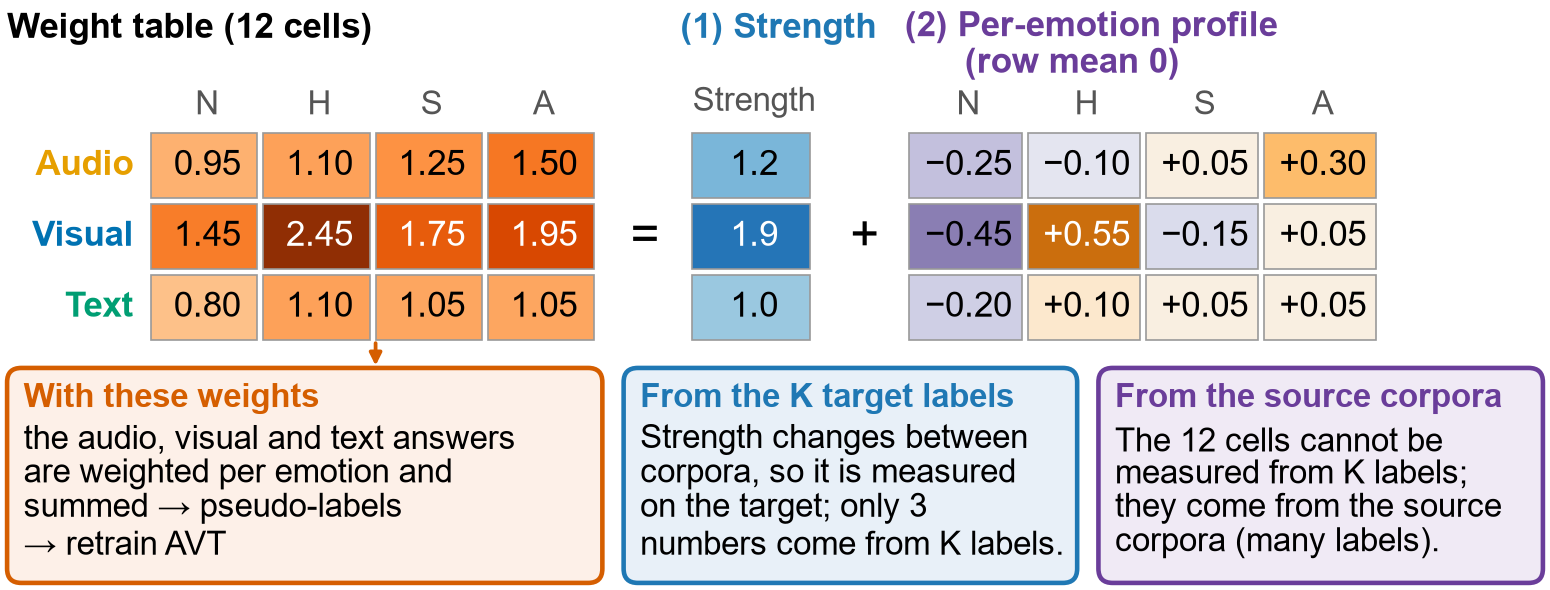 Weight table (12 cells)
(1) Strength
(2) Per-emotion profile
(row mean 0)
N H S A
Strength
N H S A
Audio 0.95 1.10 1.25 1.50 1.2 −0.25 −0.10 +0.05 +0.30
Visual 1.45 2.45 1.75 1.95 = 1.9 + −0.45 +0.55 −0.15 +0.05
Text 0.80 1.10 1.05 1.05 1.0 −0.20 +0.10 +0.05 +0.05
With these weights
the audio, visual and text answers
are weighted per emotion and
summed → pseudo-labels
→ retrain AVT
From the K target labels
Strength changes between
corpora, so it is measured
on the target; only 3
numbers come from K labels.
From the source corpora
The 12 cells cannot be
measured from K labels;
they come from the source
corpora (many labels).